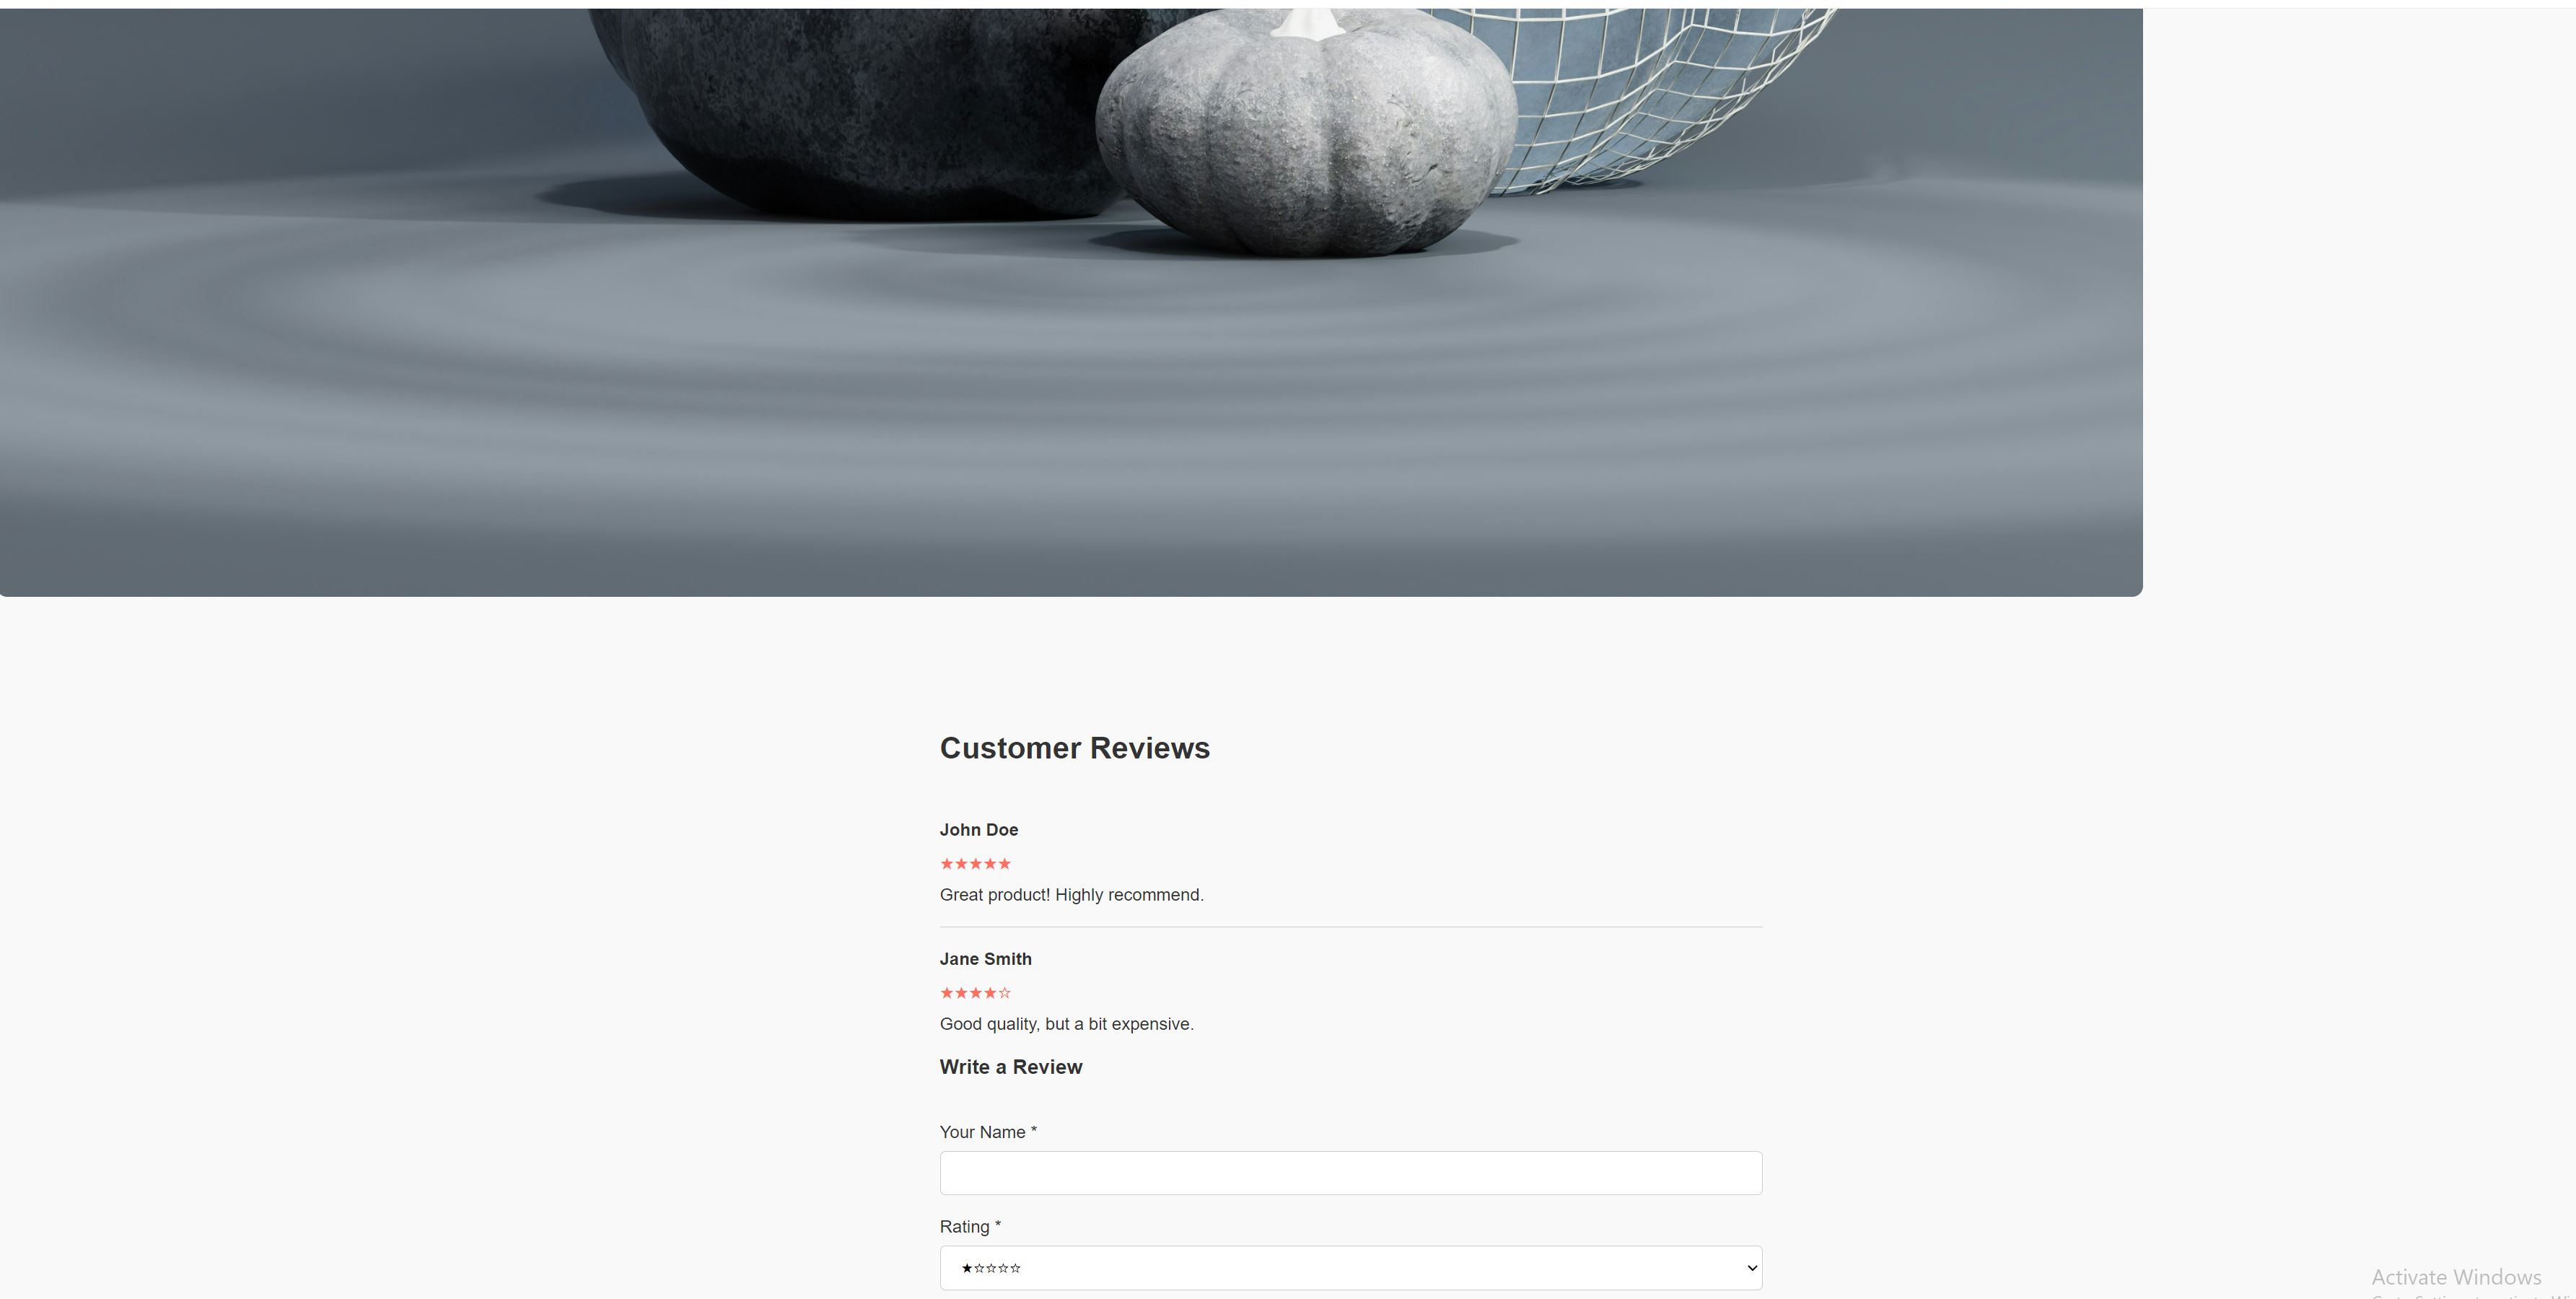 Customer Reviews
John Doe
★★★★★
Great product! Highly recommend.
Jane Smith
★★★★☆
Good quality, but a bit expensive.
Write a Review
Your Name *
Rating *
★☆☆☆☆
Activate Windows